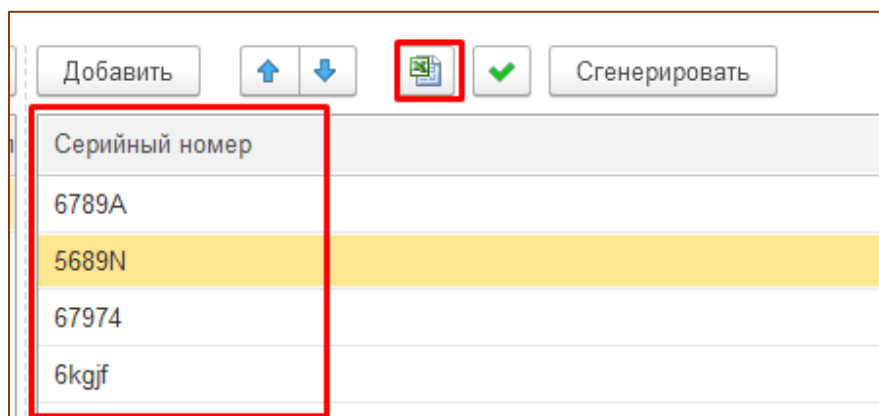 Добавить
Сгенерировать
Серийный номер
6789A
5689N
67974
6kgjf